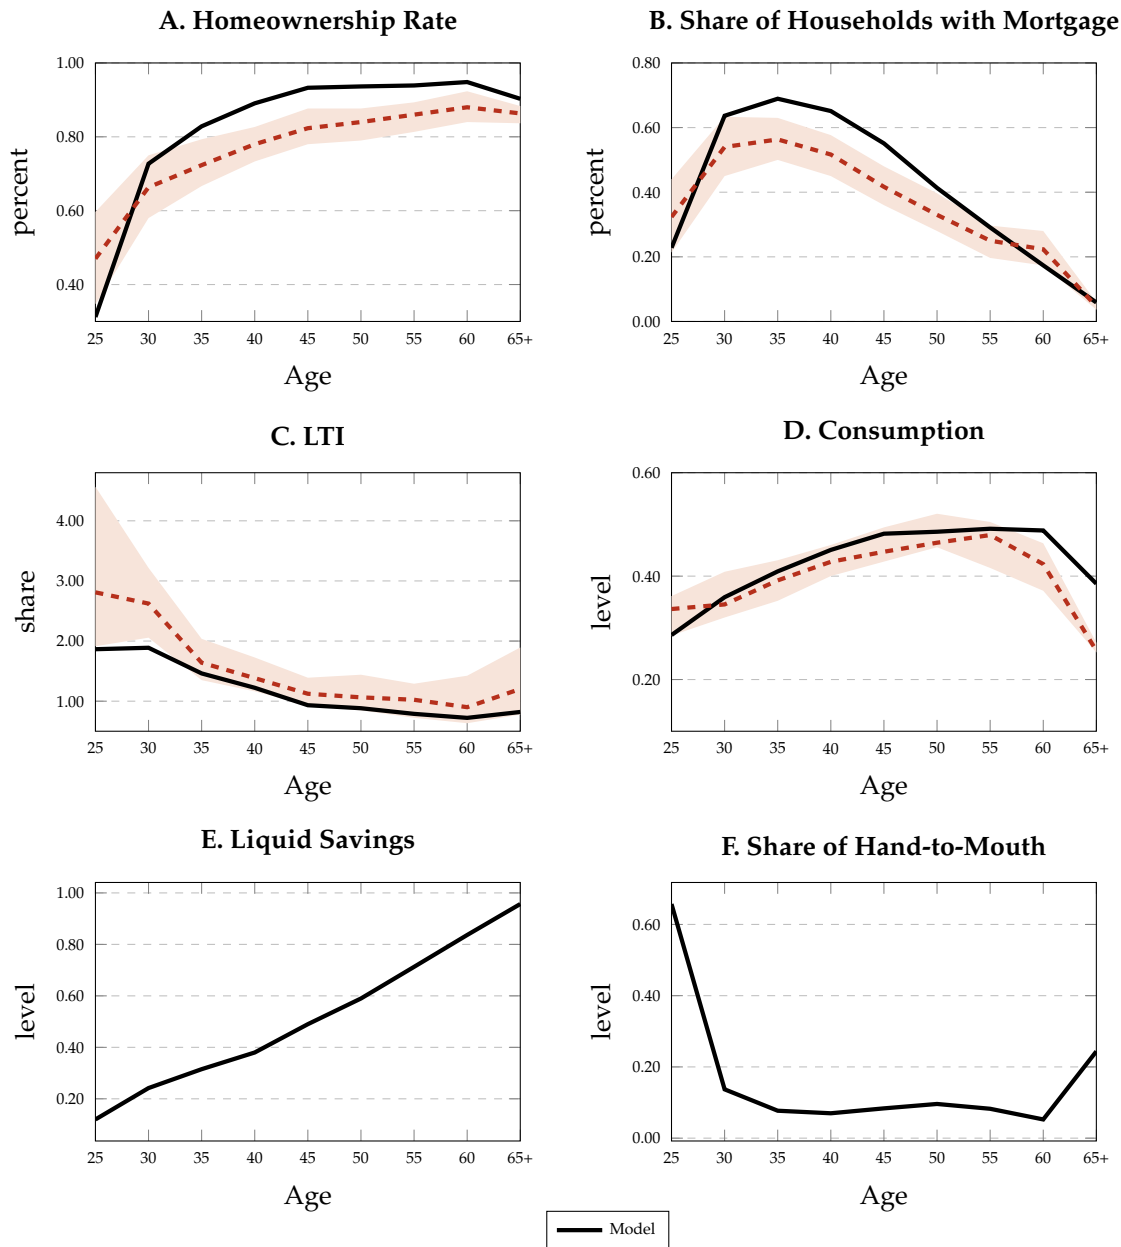 A. Homeownership Rate
1.00
0.80
0.60
0.40
percent
25 30 35 40 45 50 55 60 65+
Age
B. Share of Households with Mortgage
0.80
0.60
0.40
0.20
0.00
percent
25 30 35 40 45 50 55 60 65+
Age
C. LTI
4.00
3.00
2.00
1.00
share
25 30 35 40 45 50 55 60 65+
Age
D. Consumption
0.60
0.40
0.20
level
25 30 35 40 45 50 55 60 65+
Age
E. Liquid Savings
1.00
0.80
0.60
0.40
0.20
level
25 30 35 40 45 50 55 60 65+
Age
F. Share of Hand-to-Mouth
0.60
0.40
0.20
0.00
level
25 30 35 40 45 50 55 60 65+
Age
Model